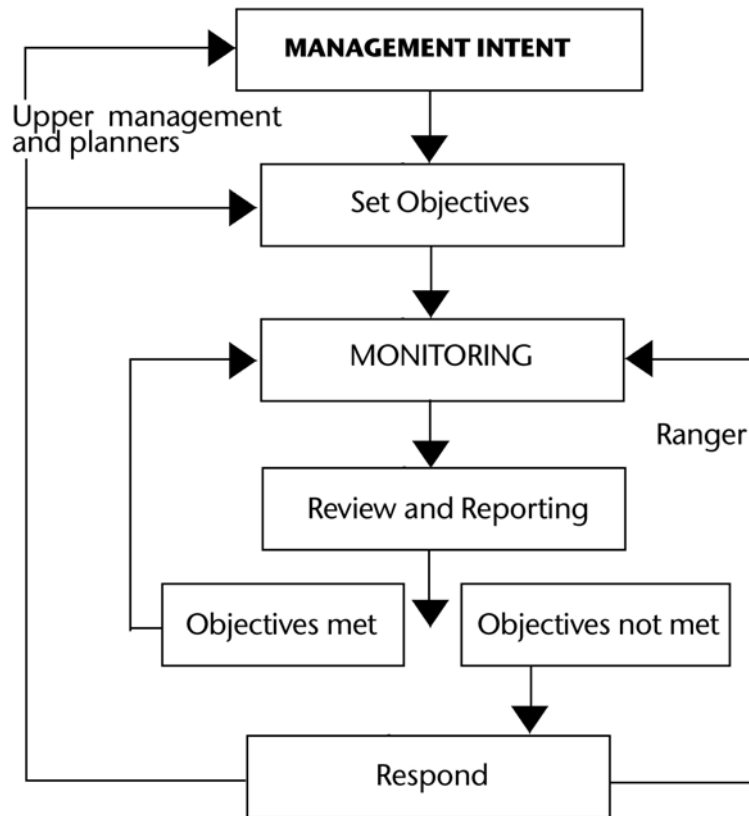 MANAGEMENT INTENT
Upper management
and planners
Set Objectives
MONITORING
Ranger
Review and Reporting
Objectives met
Objectives not met
Respond